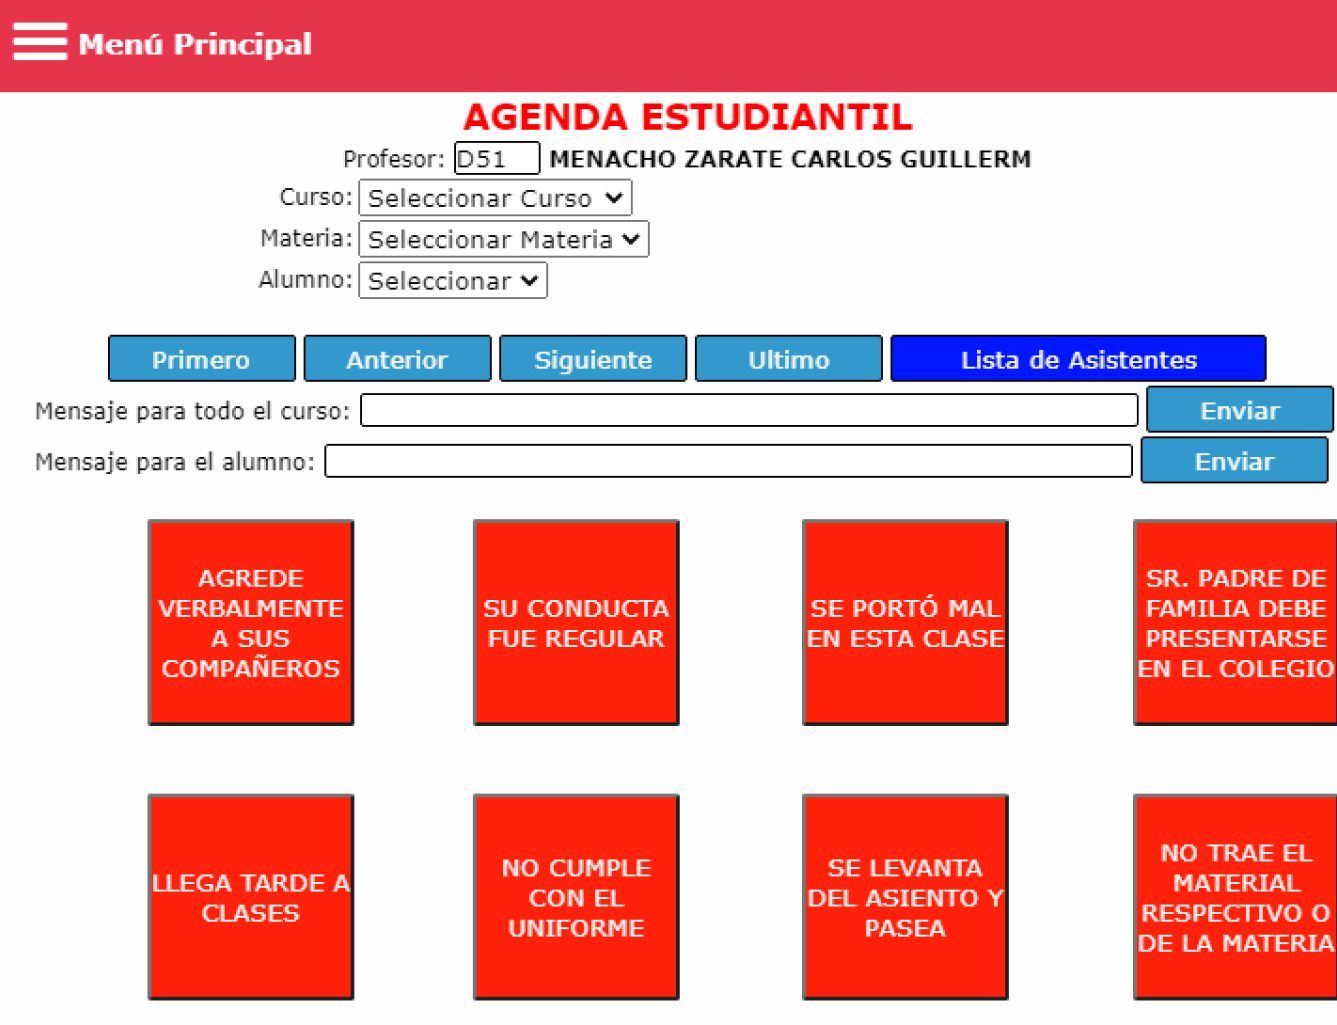 Menú Principal
AGENDA ESTUDIANTIL
Profesor: D51 MENACHO ZARATE CARLOS GUILLERM
Curso: Seleccionar Curso
Materia: Seleccionar Materia
Alumno: Seleccionar
Primero Anterior Siguiente Ultimo Lista de Asistentes
Mensaje para todo el curso: Enviar
Mensaje para el alumno: Enviar
AGREDE
VERBALMENTE
A SUS
COMPAÑEROS
SU CONDUCTA
FUE REGULAR
SE PORTÓ MAL
EN ESTA CLASE
SR. PADRE DE
FAMILIA DEBE
PRESENTARSE
EN EL COLEGIO
LLEGA TARDE A
CLASES
NO CUMPLE
CON EL
UNIFORME
SE LEVANTA
DEL ASIENTO Y
PASEA
NO TRAE EL
MATERIAL
RESPECTIVO O
DE LA MATERIA